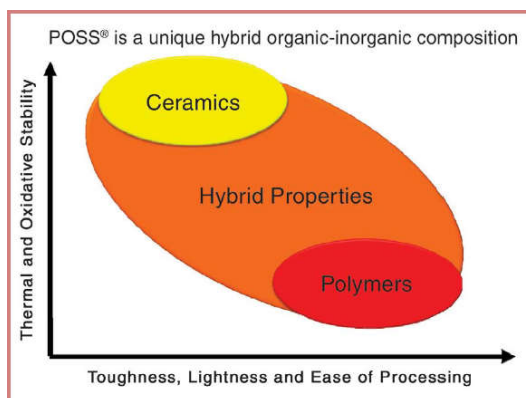 POSS® is a unique hybrid organic-inorganic composition
Thermal and Oxidative Stability
Ceramics
Hybrid Properties
Polymers
Toughness, Lightness and Ease of Processing